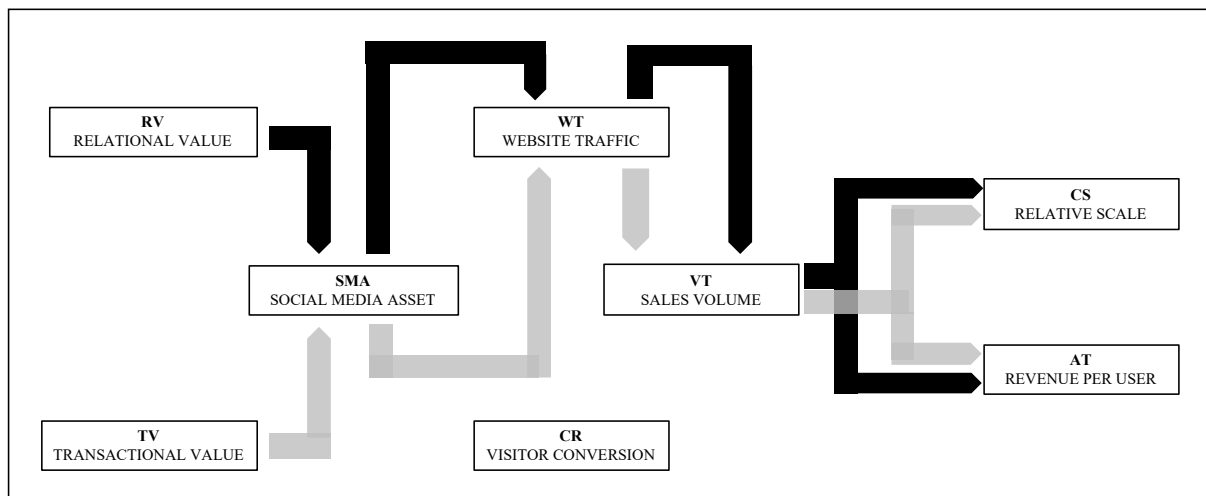 RV
RELATIONAL VALUE
WT
WEBSITE TRAFFIC
CS
RELATIVE SCALE
SMA
SOCIAL MEDIA ASSET
VT
SALES VOLUME
AT
REVENUE PER USER
TV
TRANSACTIONAL VALUE
CR
VISITOR CONVERSION